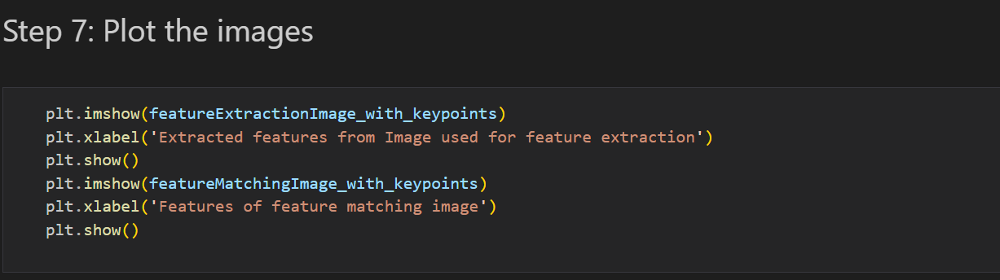 Step 7: Plot the images
plt.imshow(featureExtractionImage_with_keypoints)
plt.xlabel('Extracted features from Image used for feature extraction')
plt.show()
plt.imshow(featureMatchingImage_with_keypoints)
plt.xlabel('Features of feature matching image')
plt.show()